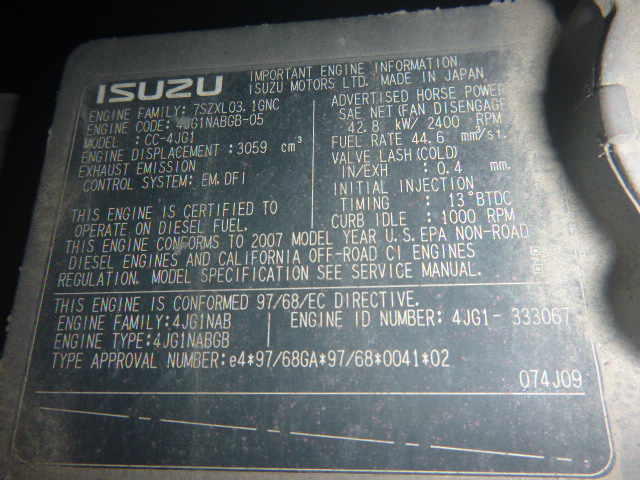 ISUZU
IMPORTANT ENGINE INFORMATION.
ISUZU MOTORS LTD. MADE IN JAPAN
ENGINE FAMILY: 7SZXL03.1GNC
ENGINE CODE: 4JG1NABGB-05
MODEL : CC-4JG1
ENGINE DISPLACEMENT :3059 cm³
EXHAUST EMISSION
CONTROL SYSTEM: EM, DFI
THIS ENGINE IS CERTIFIED TO
OPERATE ON DIESEL FUEL.
ADVERTISED HORSE POWER
SAE NET(FAN DISENGAGE
42.8 kW/ 2400 RPM
FUEL RATE 44.6 mm³/st.
VALVE LASH(COLD)
IN/EXH : 0.4 mm.
INITIAL INJECTION
TIMING : 13°BTDC
CURB IDLE : 1000 RPM
THIS ENGINE CONFORMS TO 2007 MODEL YEAR U.S.EPA NON-ROAD
DIESEL ENGINES AND CALIFORNIA OFF-ROAD CI ENGINES
REGULATION. MODEL SPECIFICATION SEE SERVICE MANUAL.
THIS ENGINE IS CONFORMED 97/68/EC DIRECTIVE.
ENGINE FAMILY:4JG1NAB
ENGINE TYPE:4JG1NABGB
ENGINE ID NUMBER: 4JG1- 333067
TYPE APPROVAL NUMBER:e4*97/68GA*97/68*0041*02
074J09